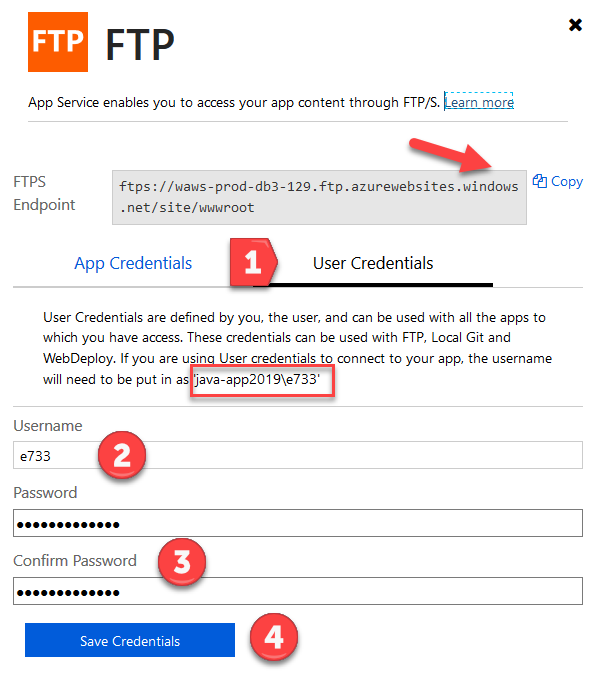 FTP FTP
App Service enables you to access your app content through FTP/S. Learn more
FTPS
Endpoint
ftps://waws-prod-db3-129.ftp.azurewebsites.windows
.net/site/wwwroot
Copy
App Credentials
1
User Credentials
User Credentials are defined by you, the user, and can be used with all the apps to
which you have access. These credentials can be used with FTP, Local Git and
WebDeploy. If you are using User credentials to connect to your app, the username
will need to be put in as 'java-app2019\e733'
Username
e733
2
Password
•••••••••••••
Confirm Password
3
•••••••••••••
Save Credentials
4